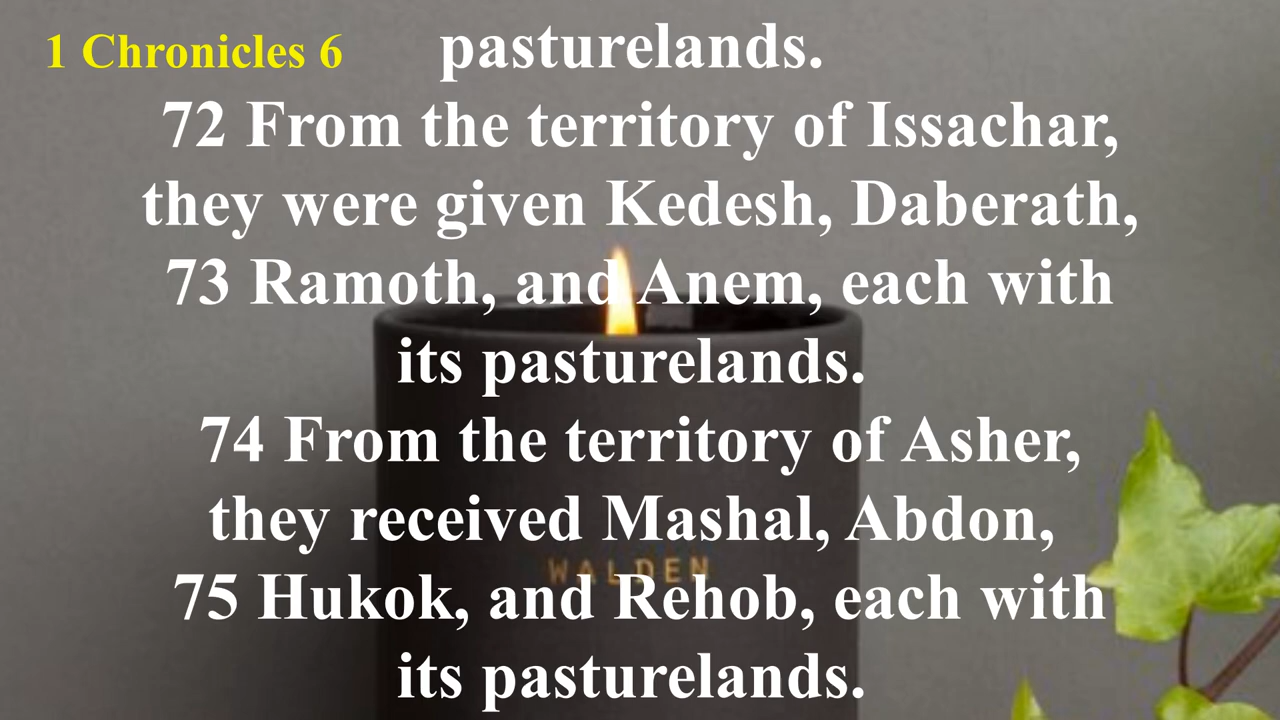 1 Chronicles 6
pasturelands.
72 From the territory of Issachar,
they were given Kedesh, Daberath,
73 Ramoth, and Anem, each with
its pasturelands.
74 From the territory of Asher,
they received Mashal, Abdon,
WALDEN
75 Hukok, and Rehob, each with
its pasturelands.